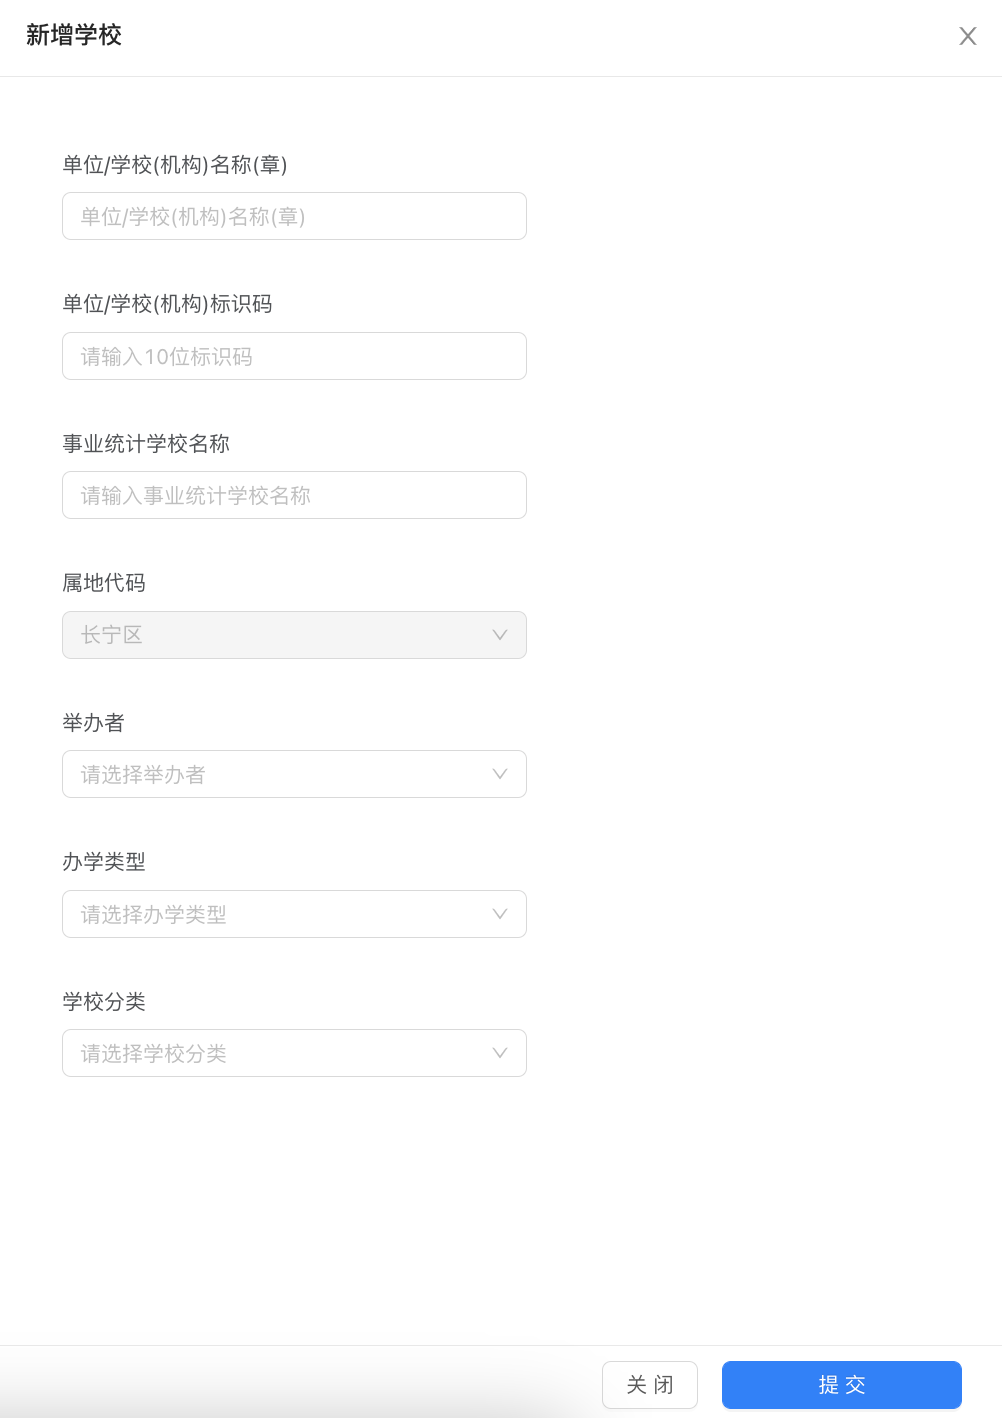 新增学校
单位/学校(机构)名称(章)
单位/学校(机构)名称(章)
单位/学校(机构)标识码
请输入10位标识码
事业统计学校名称
请输入事业统计学校名称
属地代码
长宁区
举办者
请选择举办者
办学类型
请选择办学类型
学校分类
请选择学校分类
关 闭 提 交